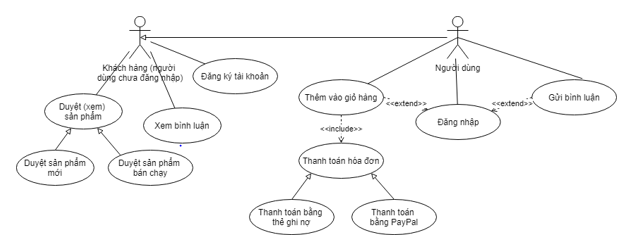 Khách hàng (người
dùng chưa đăng nhập)
Người dùng
Đăng ký tài khoản
Duyệt (xem)
sản phẩm
Xem bình luận
Duyệt sản phẩm
mới
Duyệt sản phẩm
bán chạy
Thêm vào giỏ hàng
<<extend>>
Đăng nhập
<<extend>>
Gửi bình luận
<<include>>
Thanh toán hóa đơn
Thanh toán bằng
thẻ ghi nợ
Thanh toán
bằng PayPal